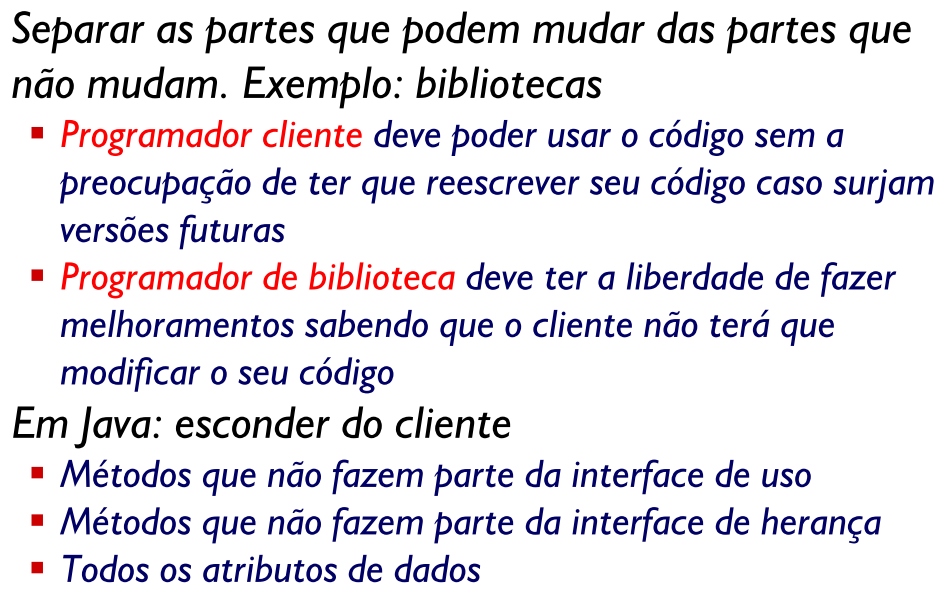 Separar as partes que podem mudar das partes que
não mudam. Exemplo: bibliotecas
▪ Programador cliente deve poder usar o código sem a
preocupação de ter que reescrever seu código caso surjam
versões futuras
▪ Programador de biblioteca deve ter a liberdade de fazer
melhoramentos sabendo que o cliente não terá que
modificar o seu código
Em Java: esconder do cliente
▪ Métodos que não fazem parte da interface de uso
▪ Métodos que não fazem parte da interface de herança
▪ Todos os atributos de dados